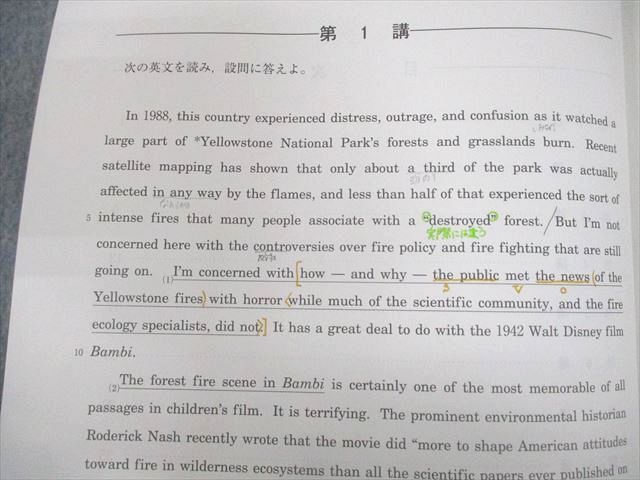 第 1 講
次の英文を読み，設問に答えよ。
In 1988, this country experienced distress, outrage, and confusion as it watched a
large part of *Yellowstone National Park's forests and grasslands burn. Recent
satellite mapping has shown that only about a third of the park was actually
3分の1
affected in any way by the flames, and less than half of that experienced the sort of
5 intense fires that many people associate with a "destroyed" forest. / But I'm not
実際には違う
concerned here with the controversies over fire policy and fire fighting that are still
going on. (1)I'm concerned with [how — and why — the public met the news (of the
S V O
Yellowstone fires) with horror <while much of the scientific community, and the fire
ecology specialists, did not>] It has a great deal to do with the 1942 Walt Disney film
10 Bambi.
(2)The forest fire scene in Bambi is certainly one of the most memorable of all
passages in children's film. It is terrifying. The prominent environmental historian
Roderick Nash recently wrote that the movie did "more to shape American attitudes
toward fire in wilderness ecosystems than all the scientific papers ever published on